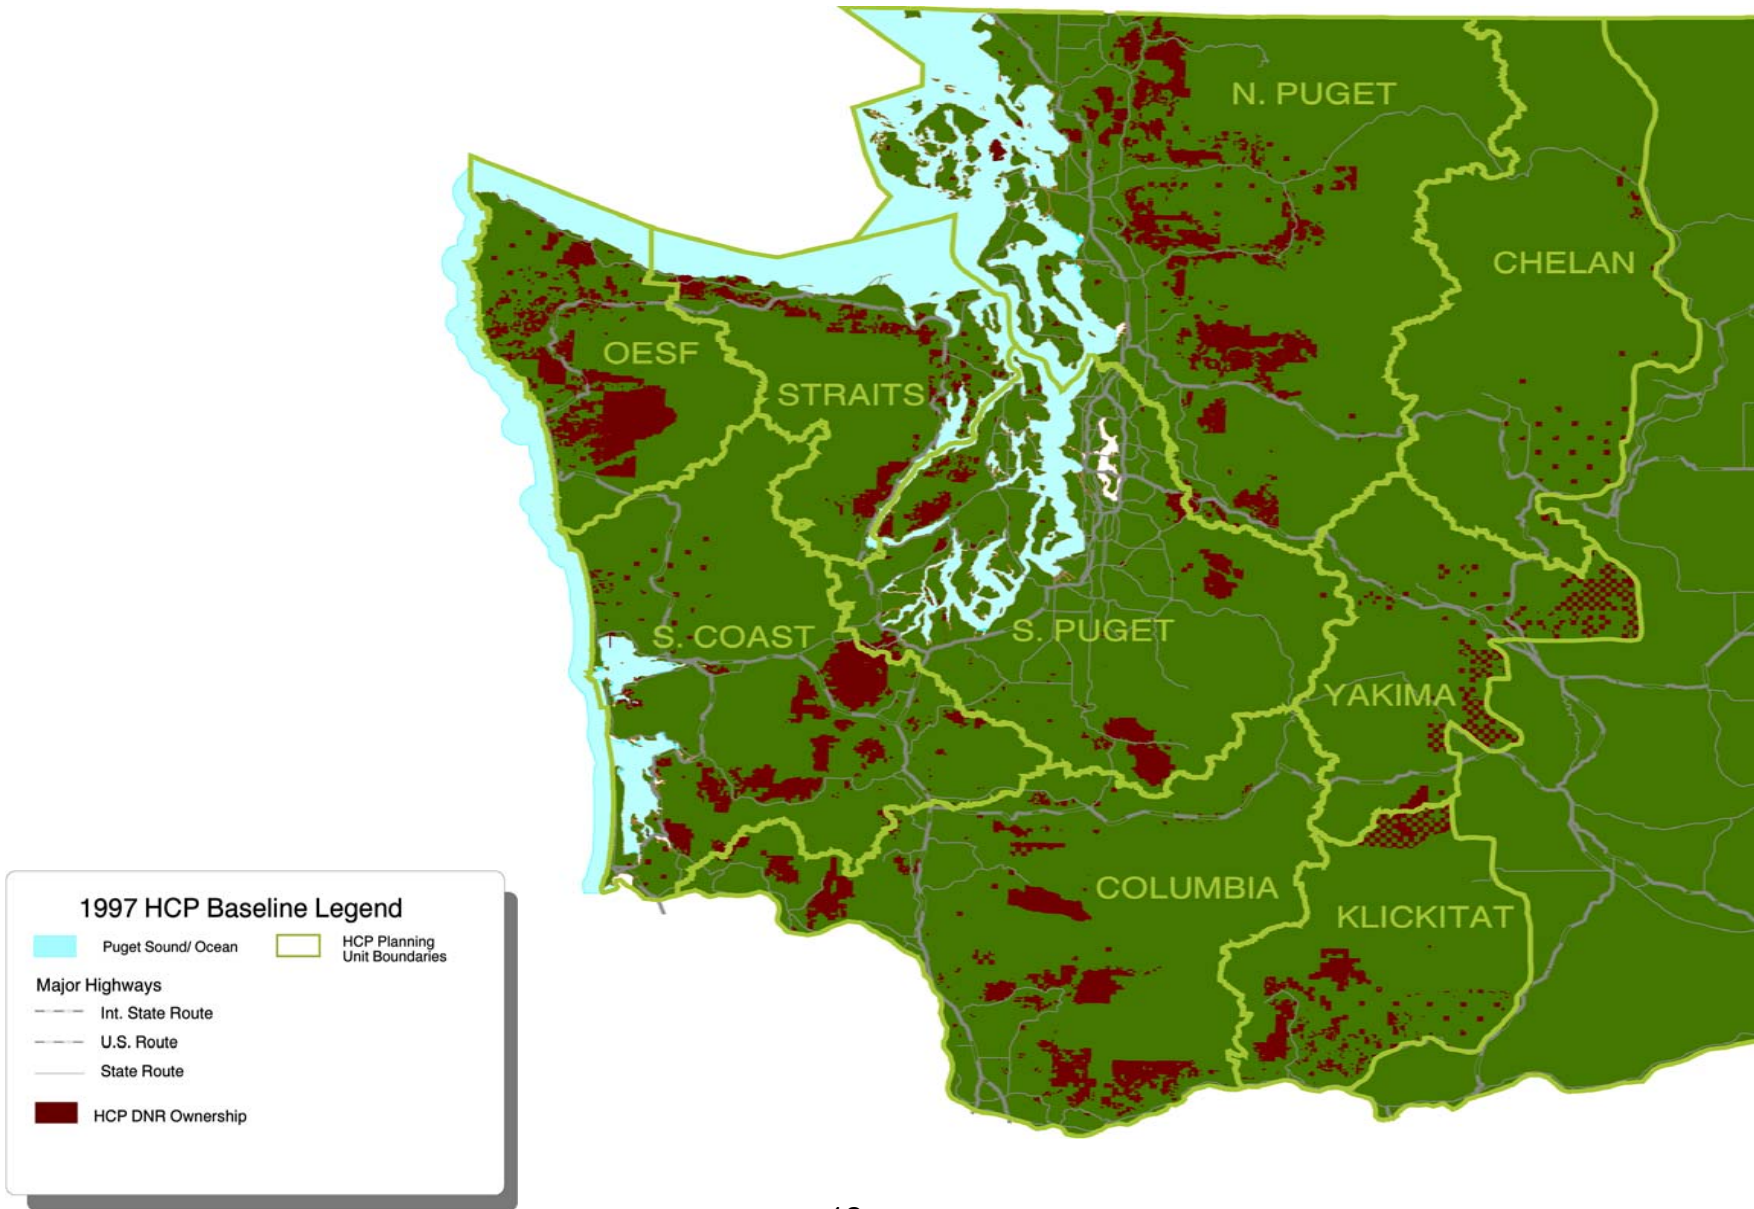 N. PUGET
CHELAN
OESF
STRAITS
S. COAST
S. PUGET
YAKIMA
COLUMBIA
KLICKITAT
1997 HCP Baseline Legend
Puget Sound/ Ocean
HCP Planning
Unit Boundaries
Major Highways
Int. State Route
U.S. Route
State Route
HCP DNR Ownership